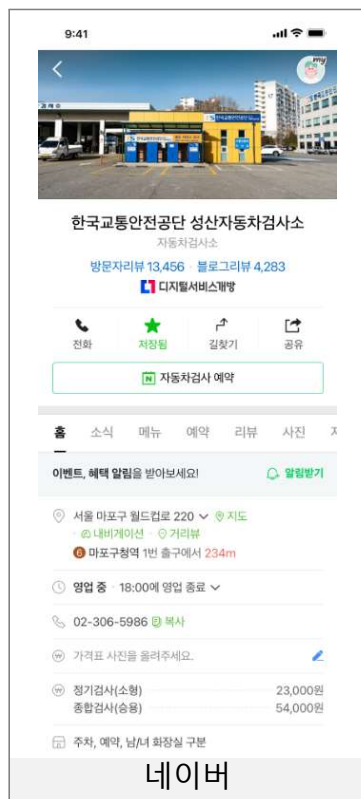 9:41
my
한국교통안전공단 성산자동차검사소
자동차검사소
방문자리뷰 13,456 · 블로그리뷰 4,283
디지털서비스개방
전화 저장됨 길찾기 공유
N 자동차검사 예약
홈 소식 메뉴 예약 리뷰 사진
이벤트, 혜택 알림을 받아보세요! 알림받기
서울 마포구 월드컵로 220 지도
· 내비게이션 · 거리뷰
6 마포구청역 1번 출구에서 234m
영업 중 · 18:00에 영업 종료
02-306-5986 복사
가격표 사진을 올려주세요.
정기검사(소형) 23,000원
종합검사(승용) 54,000원
주차, 예약, 남/녀 화장실 구분
네이버